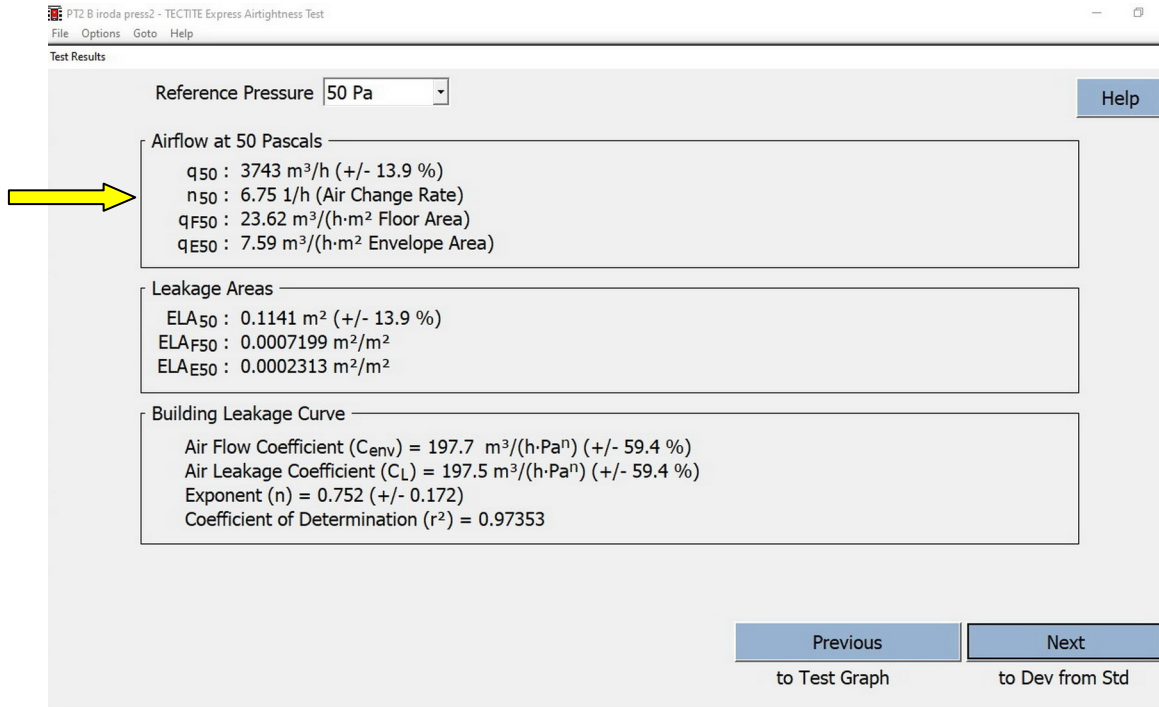 PT2 B iroda press2 - TECTITE Express Airtightness Test
File Options Goto Help
Test Results
Reference Pressure 50 Pa
Help
Airflow at 50 Pascals
q50 : 3743 m³/h (+/- 13.9 %)
n50 : 6.75 1/h (Air Change Rate)
qF50 : 23.62 m³/(h·m² Floor Area)
qE50 : 7.59 m³/(h·m² Envelope Area)
Leakage Areas
ELA50 : 0.1141 m² (+/- 13.9 %)
ELAF50 : 0.0007199 m²/m²
ELAE50 : 0.0002313 m²/m²
Building Leakage Curve
Air Flow Coefficient (Cenv) = 197.7 m³/(h·Paⁿ) (+/- 59.4 %)
Air Leakage Coefficient (CL) = 197.5 m³/(h·Paⁿ) (+/- 59.4 %)
Exponent (n) = 0.752 (+/- 0.172)
Coefficient of Determination (r²) = 0.97353
Previous
Next
to Test Graph
to Dev from Std